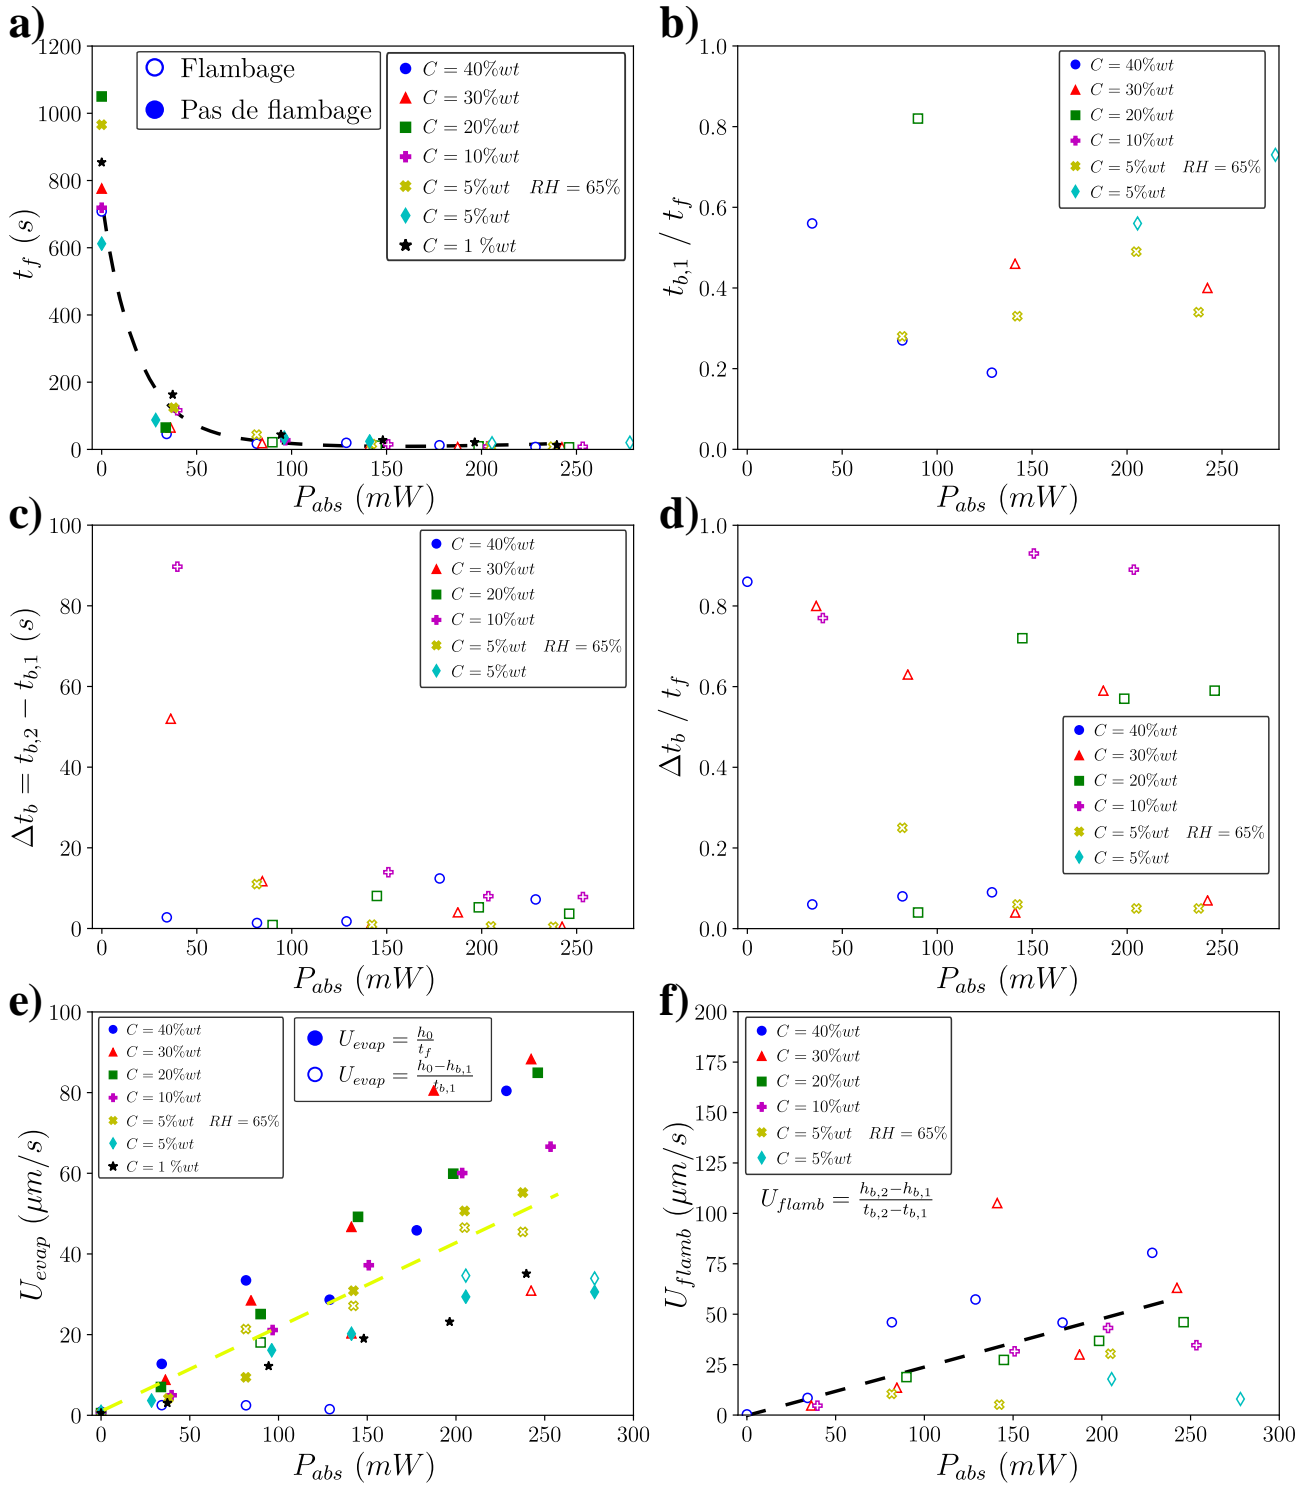 a)
1200
1000
800
600
400
200
0
t_f (s)
Flambage
Pas de flambage
C = 40%wt
C = 30%wt
C = 20%wt
C = 10%wt
C = 5%wt RH = 65%
C = 5%wt
C = 1 %wt
0 50 100 150 200 250
P_abs (mW)
b)
1.0
0.8
0.6
0.4
0.2
0.0
t_b,1 / t_f
C = 40%wt
C = 30%wt
C = 20%wt
C = 10%wt
C = 5%wt RH = 65%
C = 5%wt
0 50 100 150 200 250
P_abs (mW)
c)
100
80
60
40
20
0
Δt_b = t_b,2 − t_b,1 (s)
C = 40%wt
C = 30%wt
C = 20%wt
C = 10%wt
C = 5%wt RH = 65%
C = 5%wt
0 50 100 150 200 250
P_abs (mW)
d)
1.0
0.8
0.6
0.4
0.2
0.0
Δt_b / t_f
C = 40%wt
C = 30%wt
C = 20%wt
C = 10%wt
C = 5%wt RH = 65%
C = 5%wt
0 50 100 150 200 250
P_abs (mW)
e)
100
80
60
40
20
0
U_evap (μm/s)
C = 40%wt
C = 30%wt
C = 20%wt
C = 10%wt
C = 5%wt RH = 65%
C = 5%wt
C = 1 %wt
U_evap = h_0/t_f
U_evap = (h_0−h_b,1)/t_b,1
0 50 100 150 200 250 300
P_abs (mW)
f)
200
175
150
125
100
75
50
25
0
U_flamb (μm/s)
C = 40%wt
C = 30%wt
C = 20%wt
C = 10%wt
C = 5%wt RH = 65%
C = 5%wt
U_flamb = (h_b,2−h_b,1)/(t_b,2−t_b,1)
0 50 100 150 200 250 300
P_abs (mW)